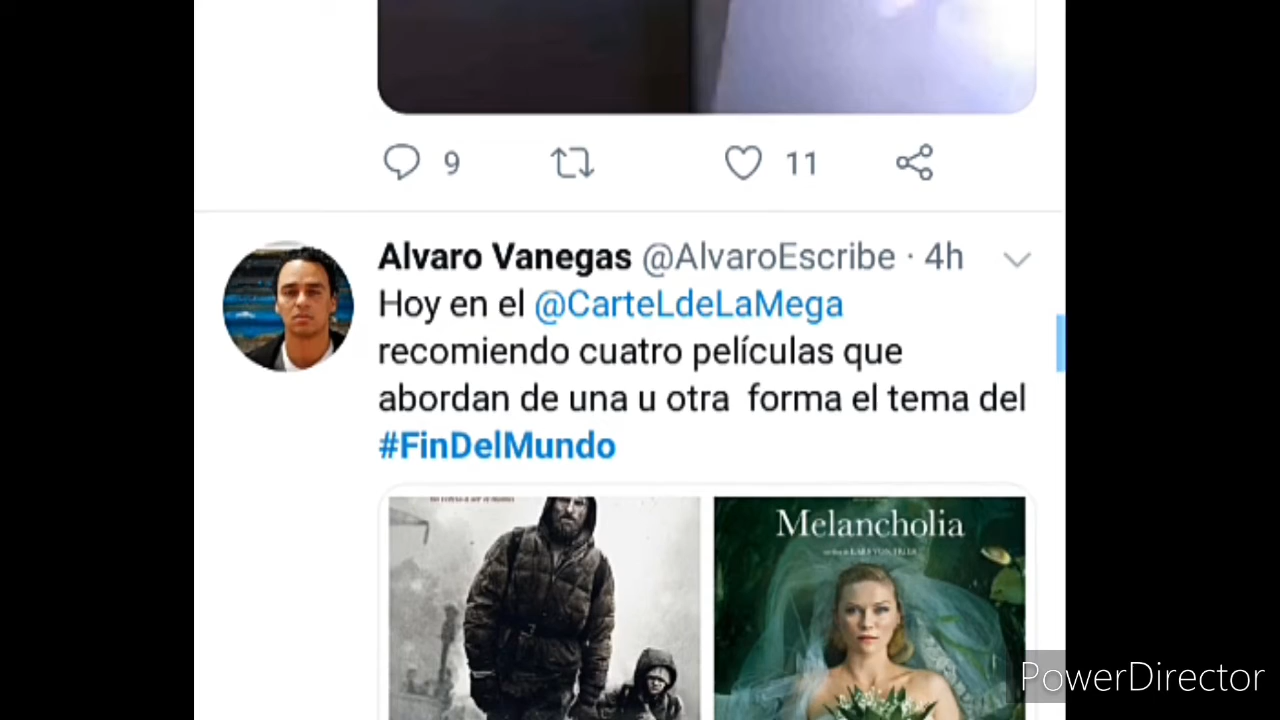 9 11
Alvaro Vanegas @AlvaroEscribe · 4h
Hoy en el @CarteLdeLaMega
recomiendo cuatro películas que
abordan de una u otra forma el tema del
#FinDelMundo
Melancholia
PowerDirector